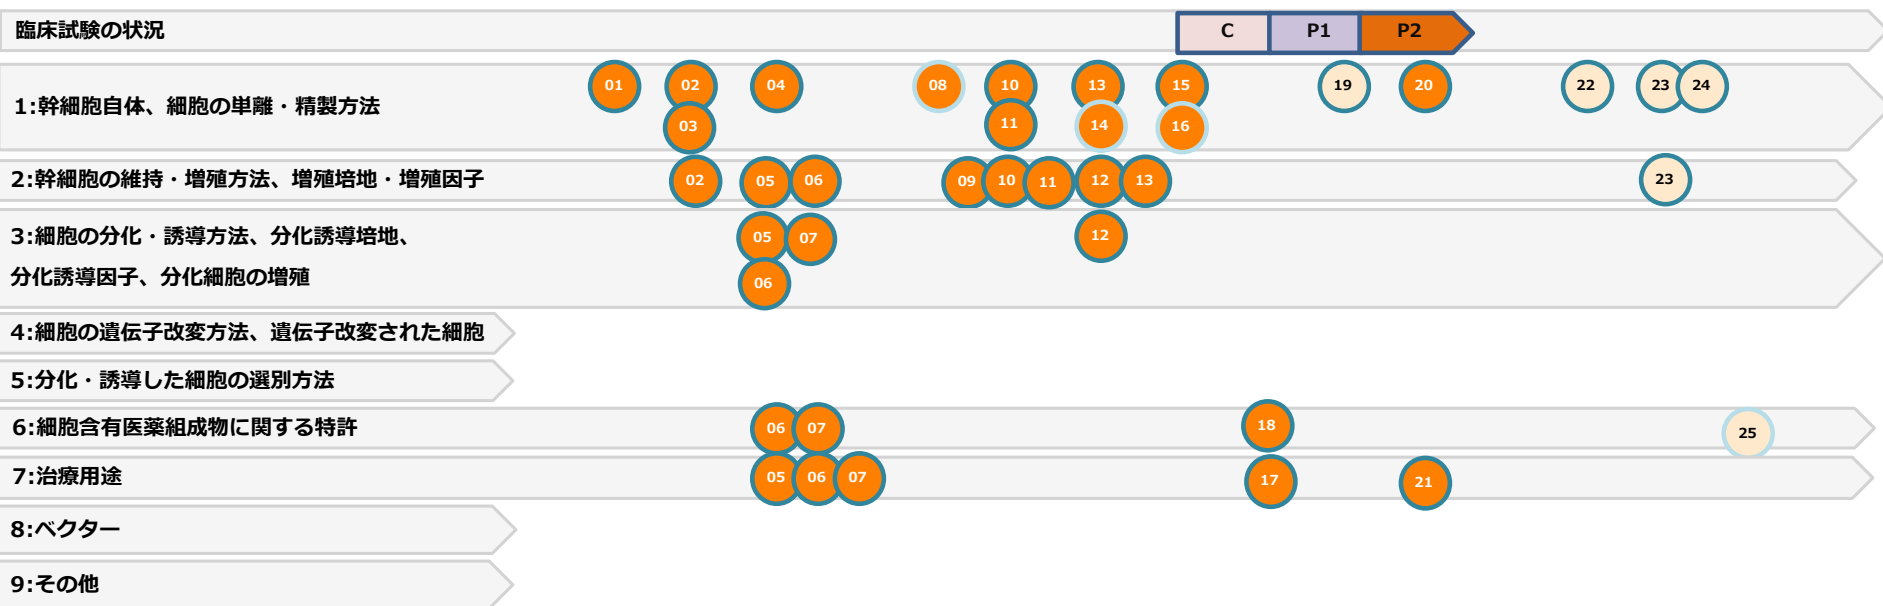 臨床試験の状況
C P1 P2
1:幹細胞自体、細胞の単離・精製方法
01 02 04 08 10 13 15 19 20 22 23 24
03 11 14 16
2:幹細胞の維持・増殖方法、増殖培地・増殖因子
02 05 06 09 10 11 12 13 23
3:細胞の分化・誘導方法、分化誘導培地、
分化誘導因子、分化細胞の増殖
05 07 12
06
4:細胞の遺伝子改変方法、遺伝子改変された細胞
5:分化・誘導した細胞の選別方法
6:細胞含有医薬組成物に関する特許
06 07 18 25
7:治療用途
05 06 07 17 21
8:ベクター
9:その他